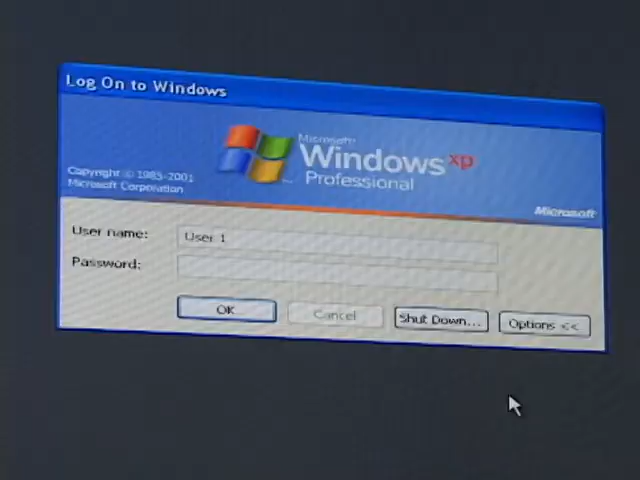 Log On to Windows
Microsoft
Windows xp
Professional
Copyright © 1985-2001
Microsoft Corporation
Microsoft
User name: User 1
Password:
OK Cancel Shut Down... Options <<